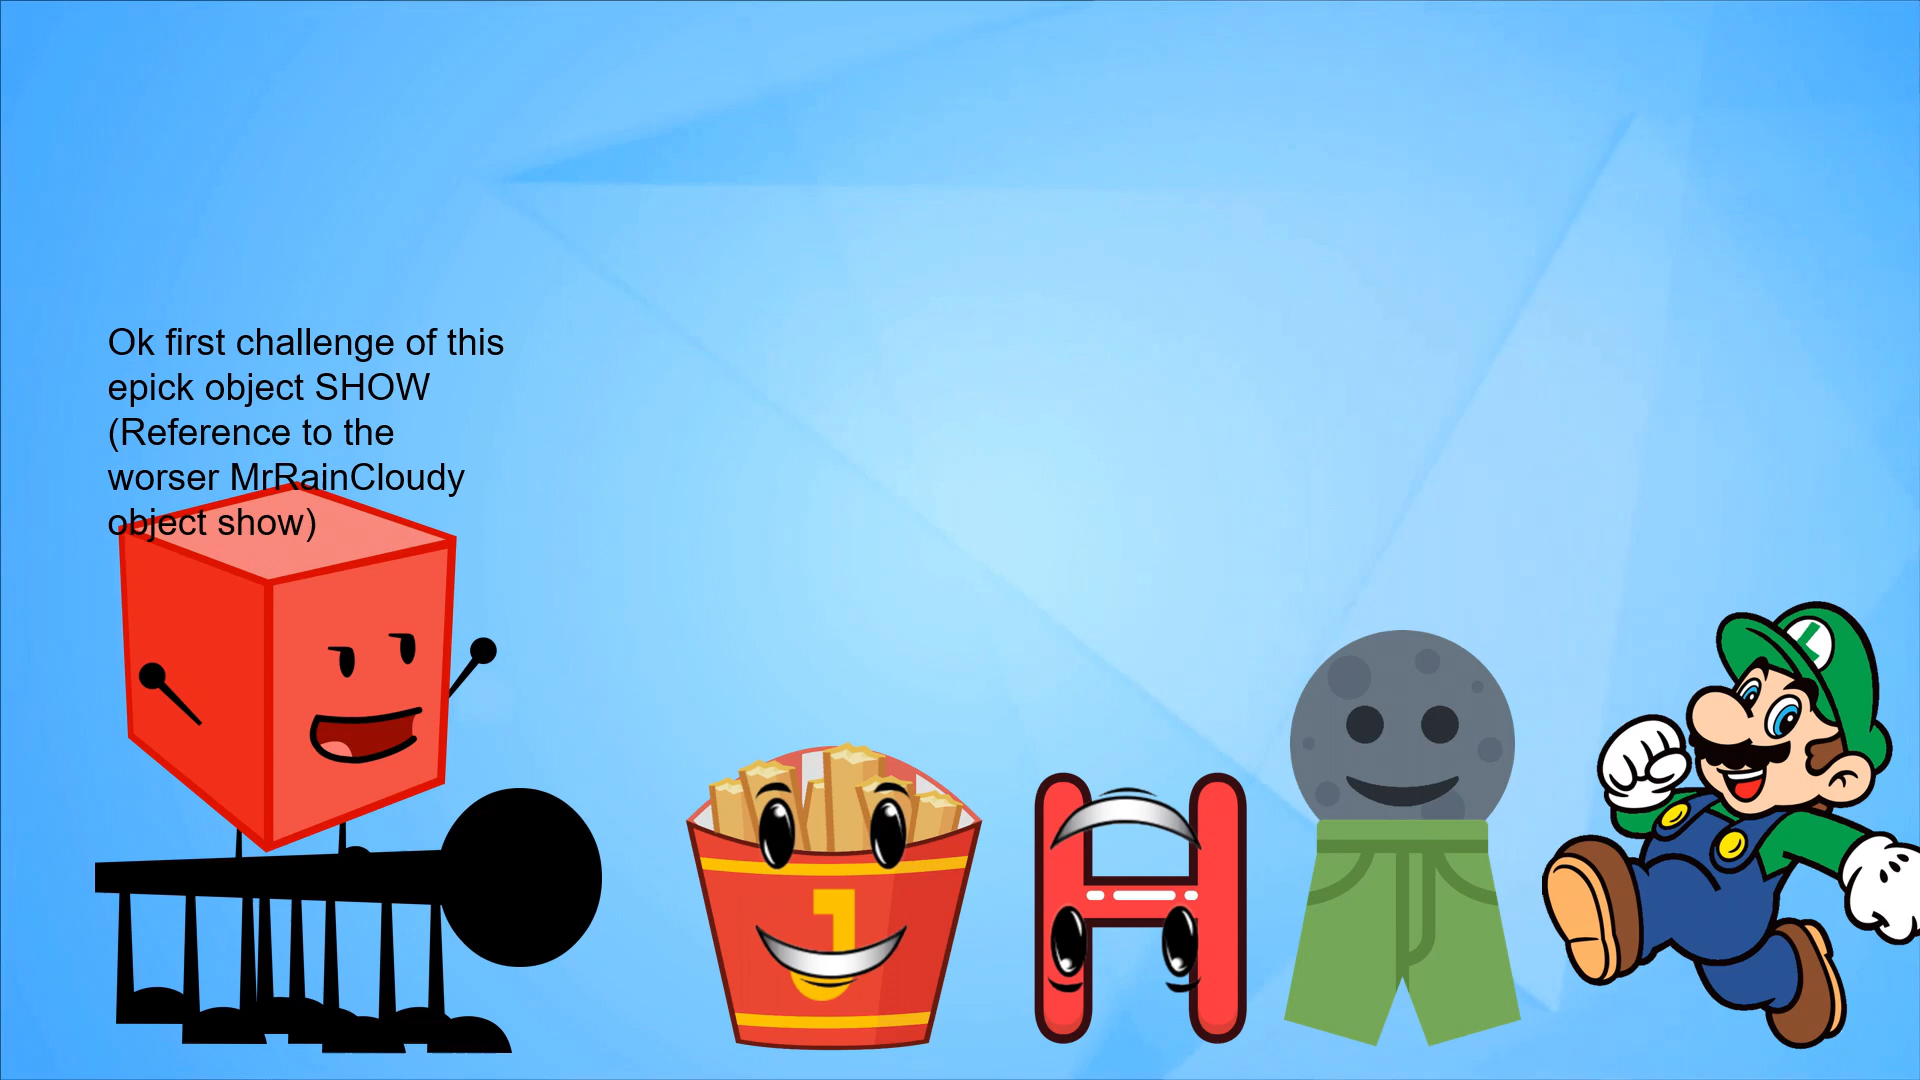 Ok first challenge of this
epick object SHOW
(Reference to the
worser MrRainCloudy
object show)
J
H
L